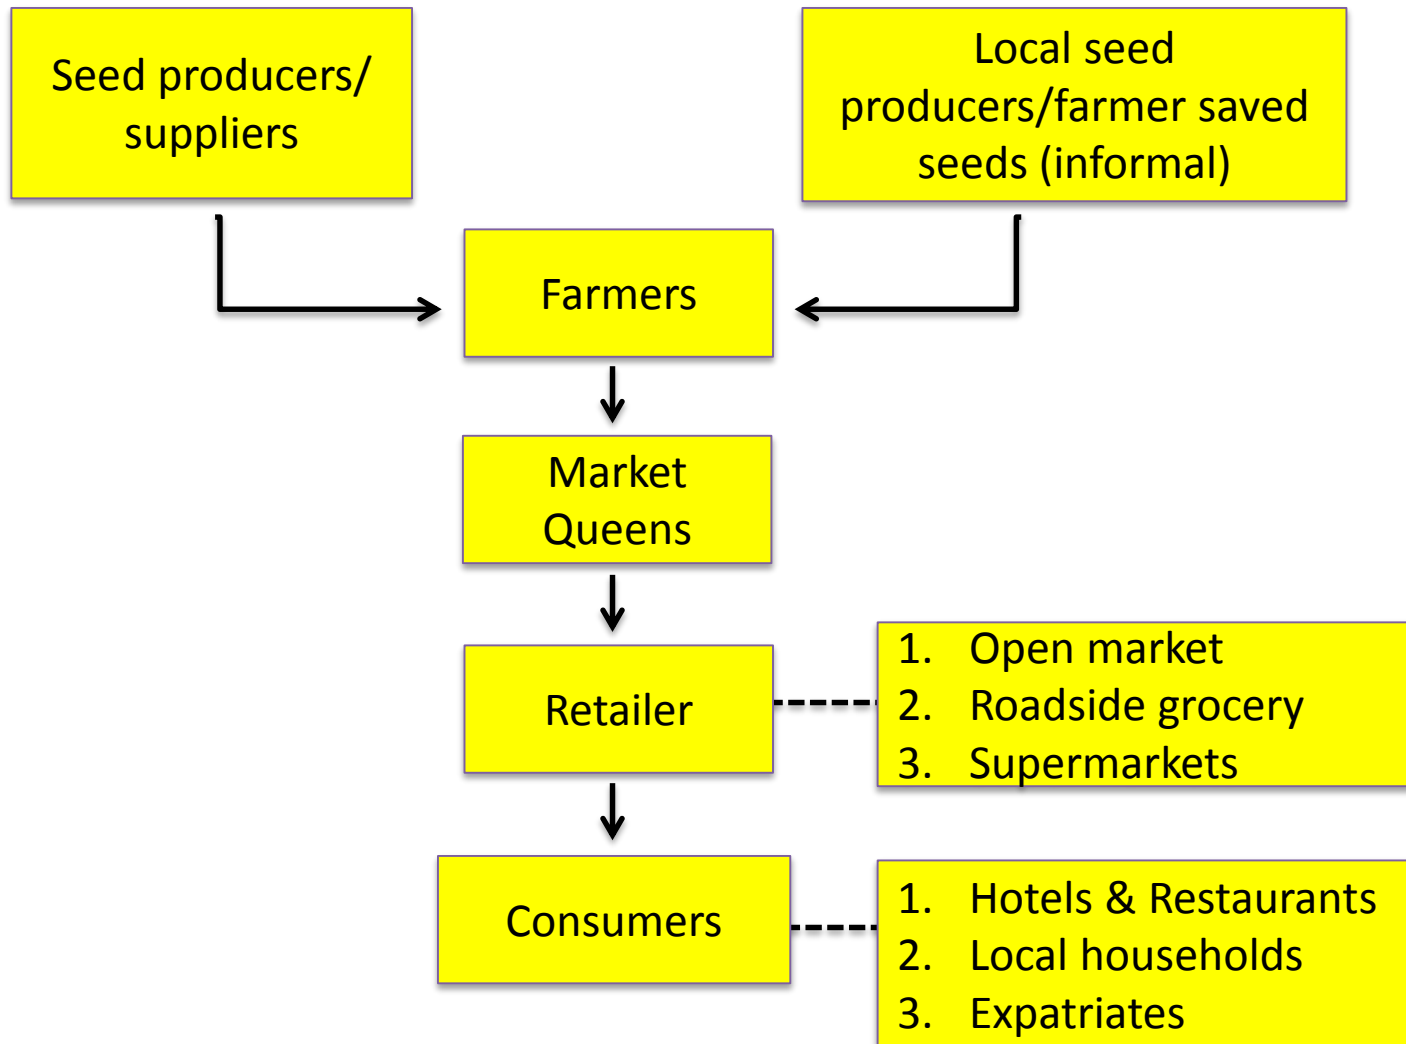 Seed producers/
suppliers
Local seed
producers/farmer saved
seeds (informal)
Farmers
Market
Queens
Retailer
1. Open market
2. Roadside grocery
3. Supermarkets
Consumers
1. Hotels & Restaurants
2. Local households
3. Expatriates